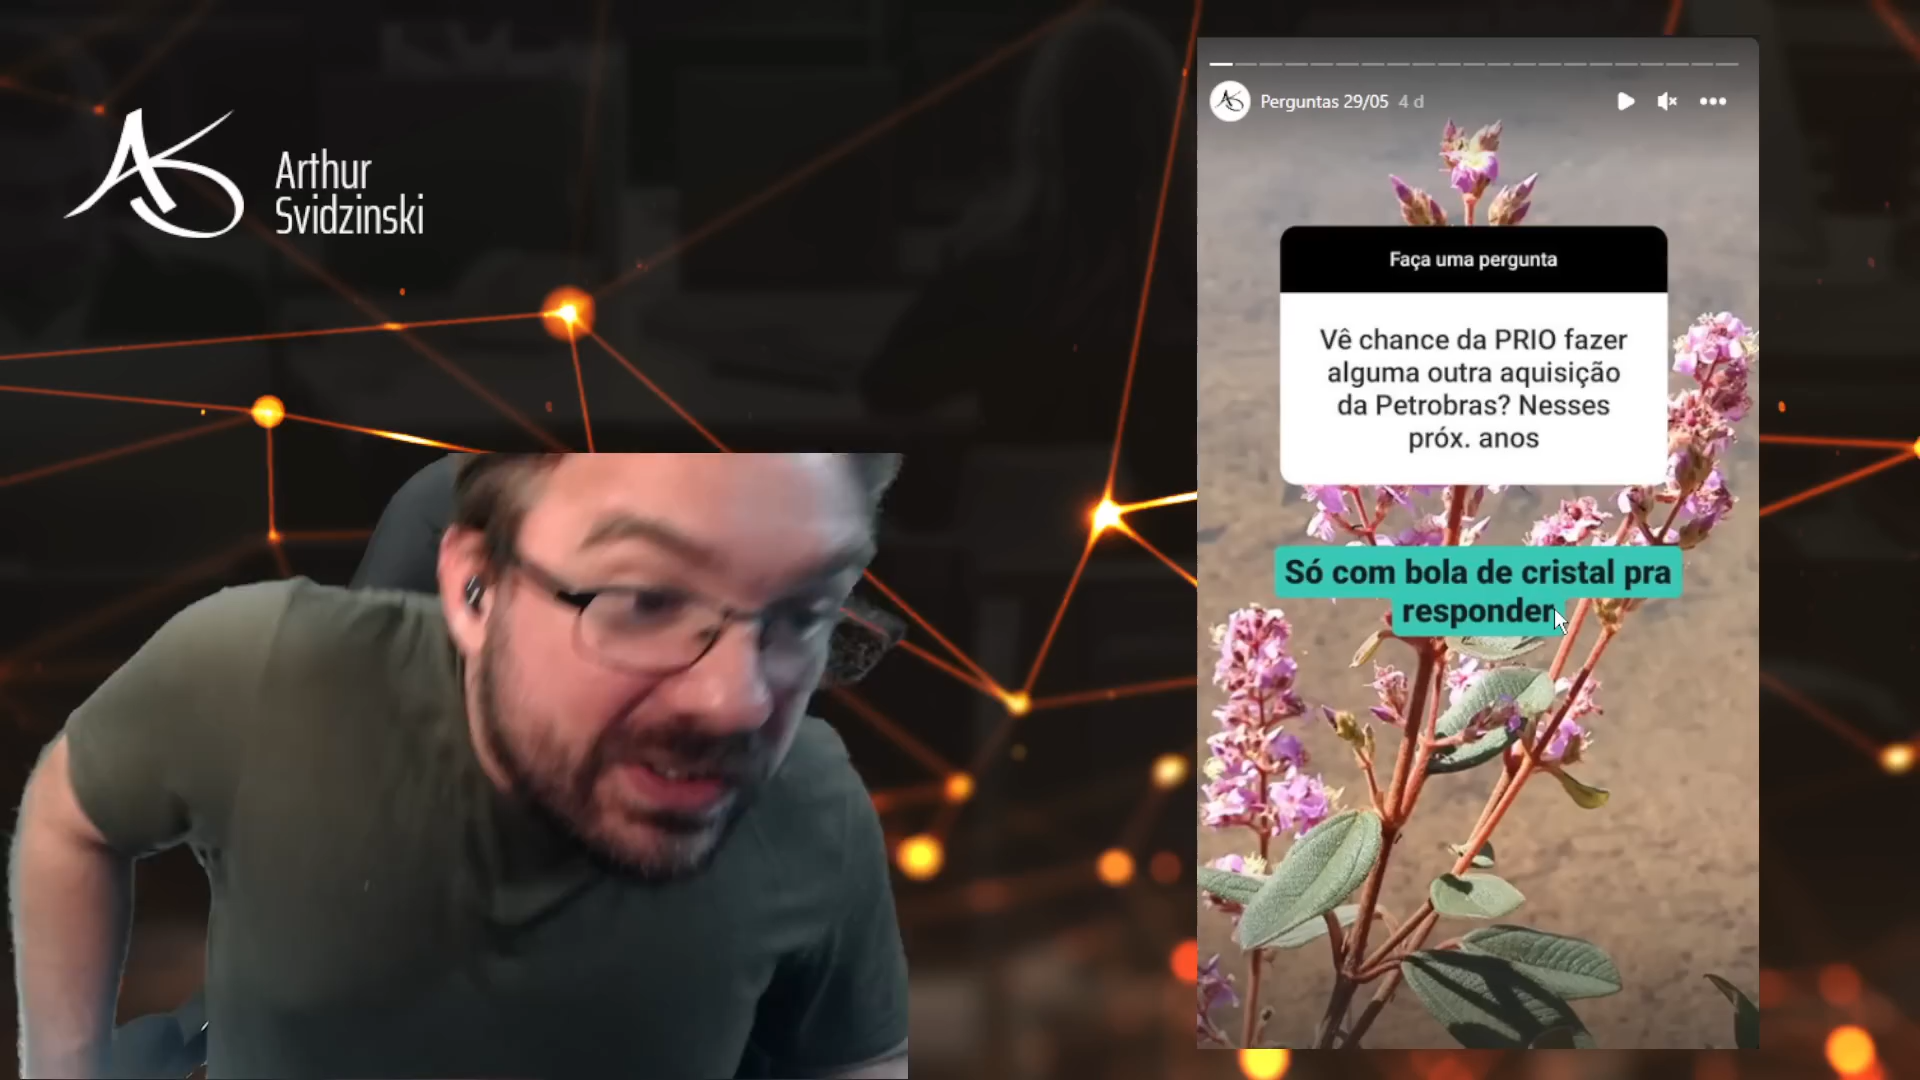 Arthur
Svidzinski
Perguntas 29/05 4 d
Faça uma pergunta
Vê chance da PRIO fazer
alguma outra aquisição
da Petrobras? Nesses
próx. anos
Só com bola de cristal pra
responder